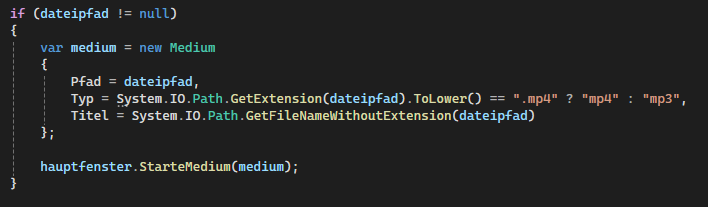 if (dateipfad != null)
{
    var medium = new Medium
    {
        Pfad = dateipfad,
        Typ = System.IO.Path.GetExtension(dateipfad).ToLower() == ".mp4" ? "mp4" : "mp3",
        Titel = System.IO.Path.GetFileNameWithoutExtension(dateipfad)
    };

    hauptfenster.StarteMedium(medium);
}